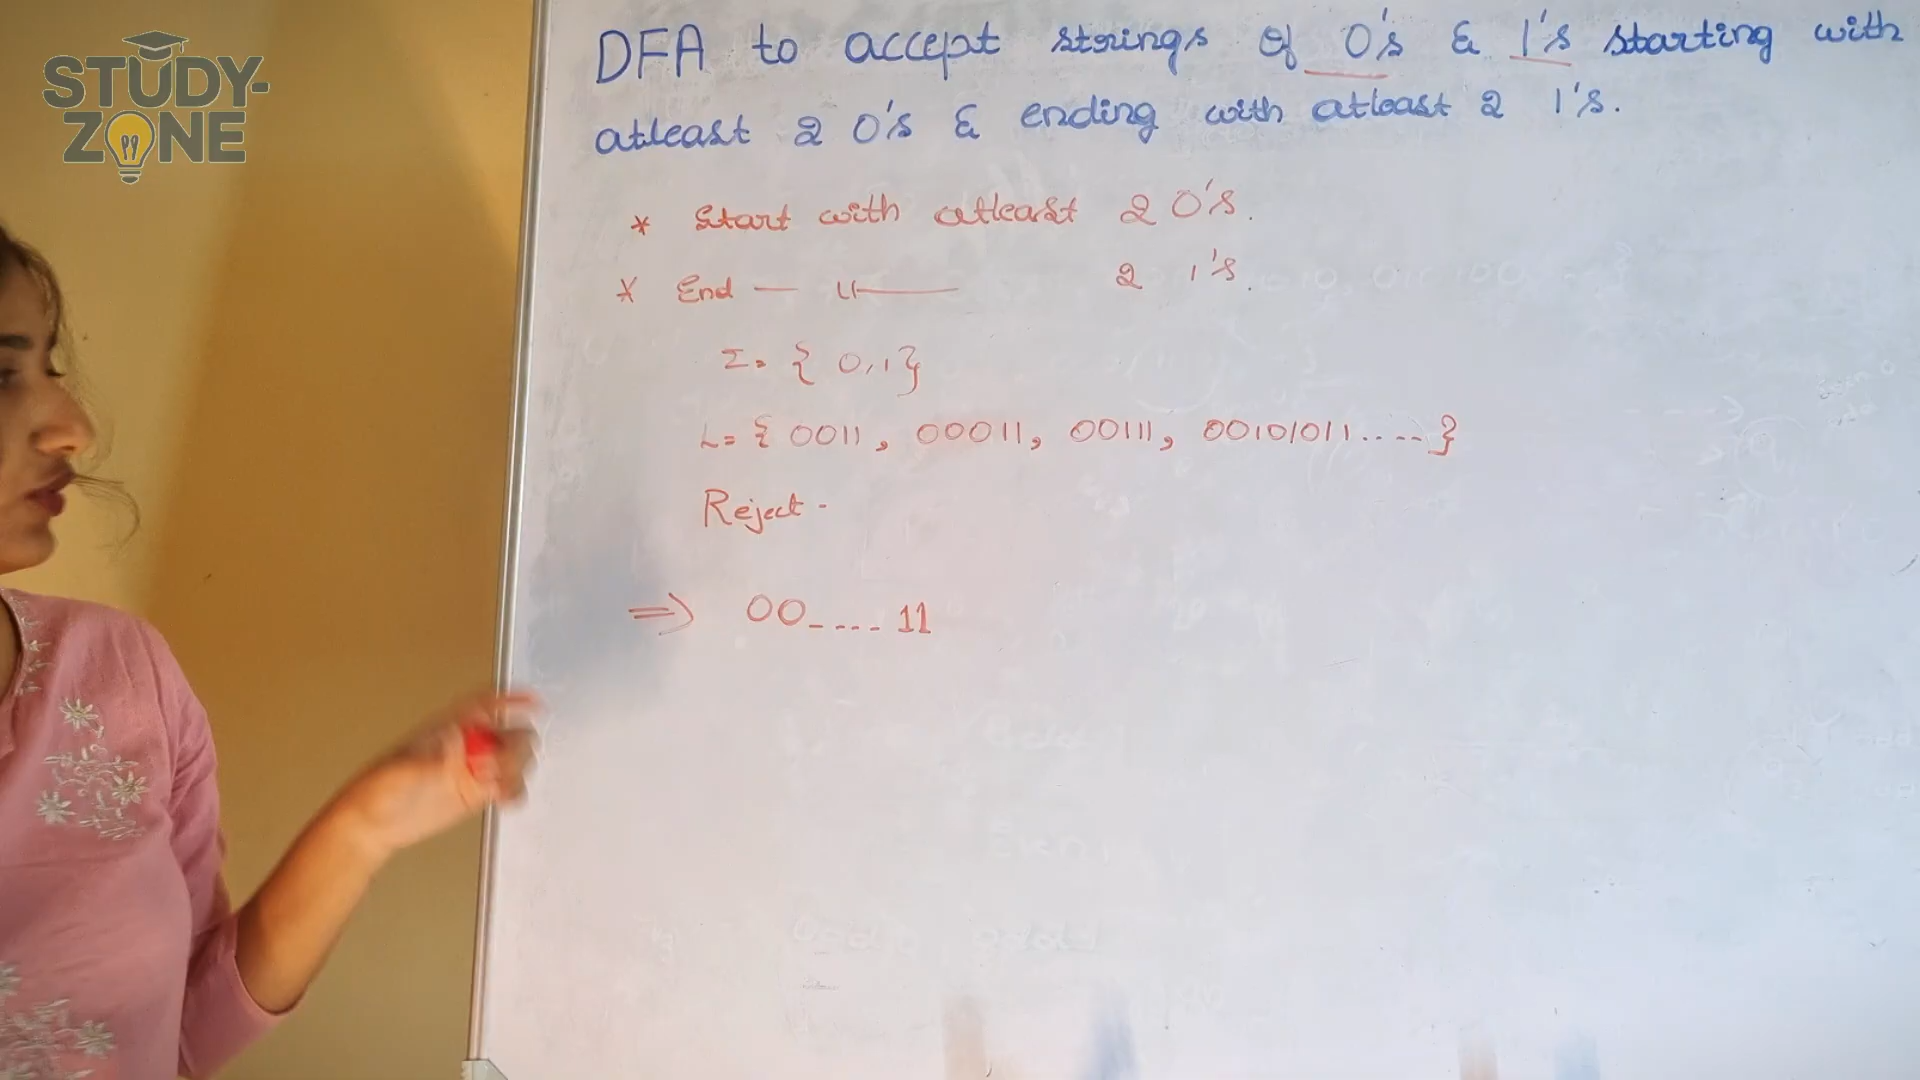 STUDY-
ZONE
DFA to accept strings of 0's & 1's starting with
atleast 2 0's & ending with atleast 2 1's.
* Start with atleast 2 0's.
* End — 〃 — 2 1's.
Σ = { 0,1}
L = { 0011, 00011, 00111, 00101011..... }
Reject -
=> 00_ _ _ _ 11